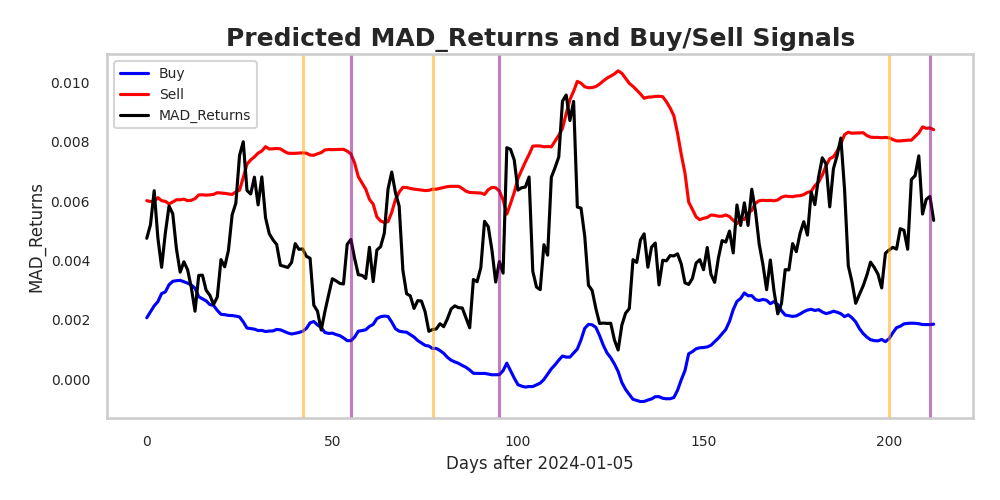 Predicted MAD_Returns and Buy/Sell Signals
Buy
Sell
MAD_Returns
MAD_Returns
0.010
0.008
0.006
0.004
0.002
0.000
0 50 100 150 200
Days after 2024-01-05